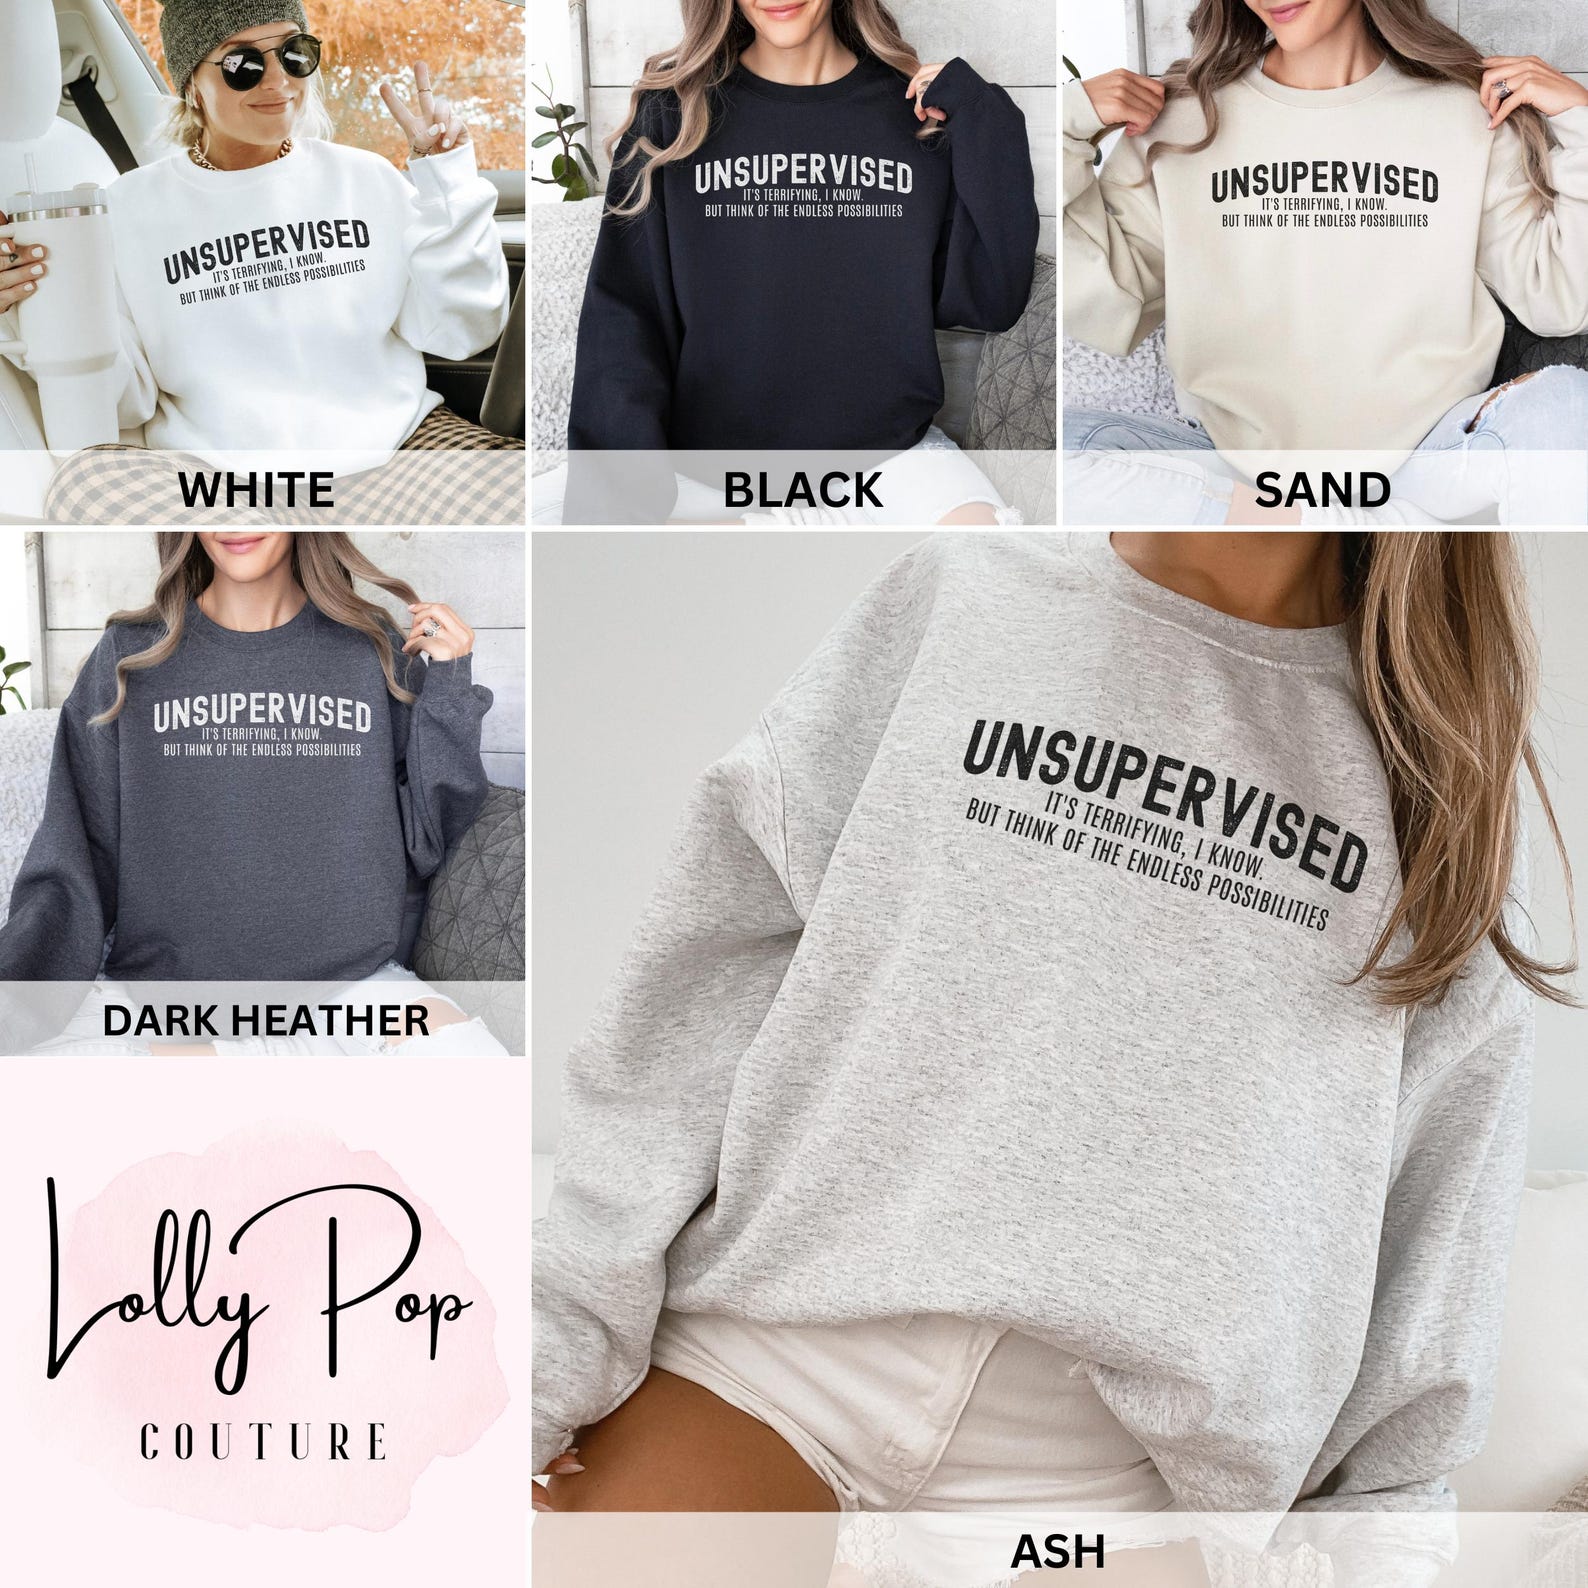 UNSUPERVISED
IT'S TERRIFYING, I KNOW.
BUT THINK OF THE ENDLESS POSSIBILITIES
WHITE
UNSUPERVISED
IT'S TERRIFYING, I KNOW.
BUT THINK OF THE ENDLESS POSSIBILITIES
BLACK
UNSUPERVISED
IT'S TERRIFYING, I KNOW.
BUT THINK OF THE ENDLESS POSSIBILITIES
SAND
UNSUPERVISED
IT'S TERRIFYING, I KNOW.
BUT THINK OF THE ENDLESS POSSIBILITIES
DARK HEATHER
UNSUPERVISED
IT'S TERRIFYING, I KNOW.
BUT THINK OF THE ENDLESS POSSIBILITIES
ASH
Lolly Pop
COUTURE